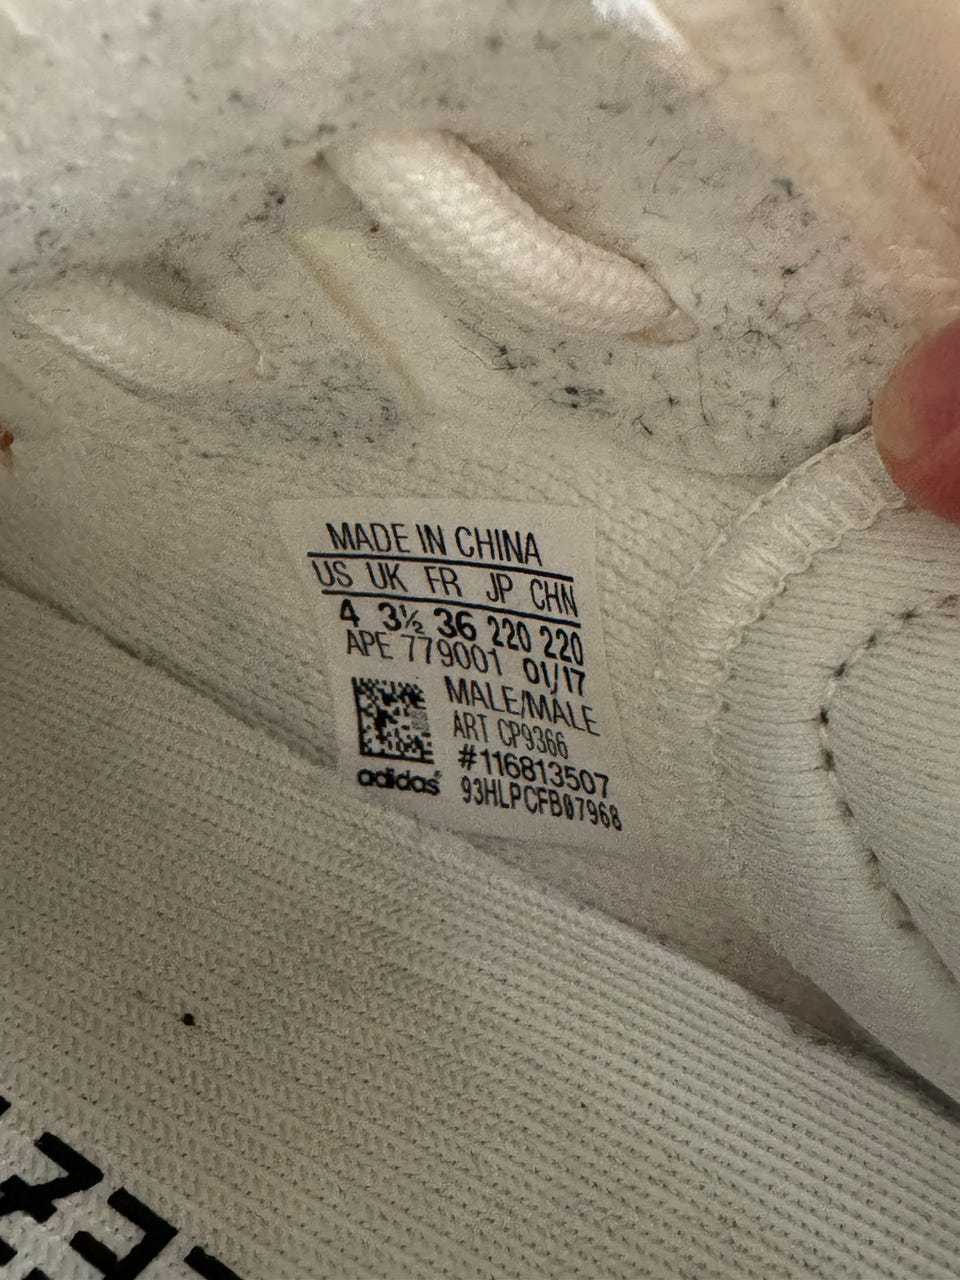 MADE IN CHINA
US UK FR JP CHN
4 3½ 36 220 220
APE 779001 01/17
MALE/MÂLE
ART CP9366
#116813507
adidas® 93HLPCFB07968